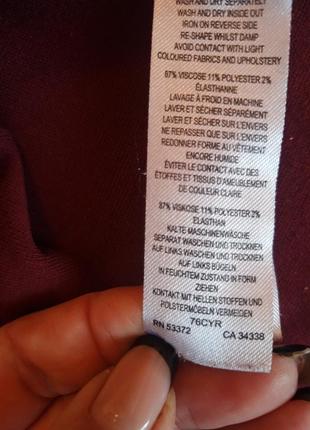 WASH AND DRY SEPARATELY
WASH AND DRY INSIDE OUT
IRON ON REVERSE SIDE
RE-SHAPE WHILST DAMP
AVOID CONTACT WITH LIGHT
COLOURED FABRICS AND UPHOLSTERY
87% VISCOSE 11% POLYESTER 2%
ÉLASTHANNE
LAVAGE À FROID EN MACHINE
LAVER ET SÉCHER SÉPARÉMENT
LAVER ET SÉCHER SUR L'ENVERS
NE REPASSER QUE SUR L'ENVERS
REDONNER FORME AU VÊTEMENT
ENCORE HUMIDE
ÉVITER LE CONTACT AVEC DES
ÉTOFFES ET TISSUS D'AMEUBLEMENT
DE COULEUR CLAIRE
87% VISKOSE 11% POLYESTER 2%
ELASTHAN
KALTE MASCHINENWÄSCHE
SEPARAT WASCHEN UND TROCKNEN
AUF LINKS WASCHEN UND TROCKNEN
AUF LINKS BÜGELN
IN FEUCHTEM ZUSTAND IN FORM
ZIEHEN
KONTAKT MIT HELLEN STOFFEN UND
POLSTERMÖBELN VERMEIDEN
76CYR
RN 53372 CA 34338